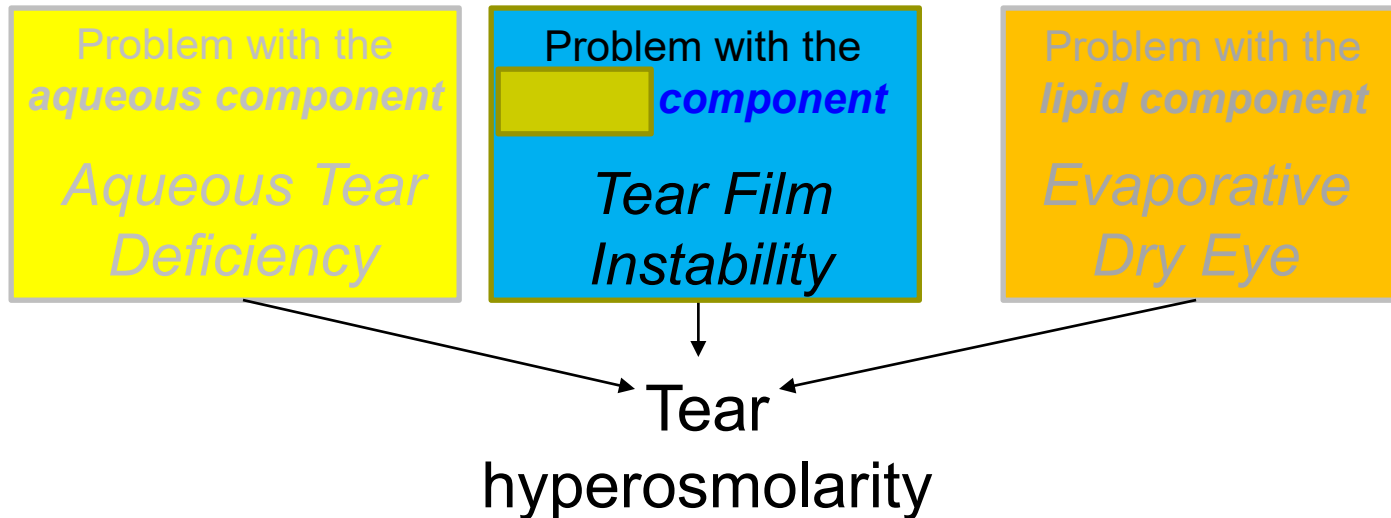 Problem with the
aqueous component
Aqueous Tear
Deficiency
Problem with the
component
Tear Film
Instability
Problem with the
lipid component
Evaporative
Dry Eye
Tear
hyperosmolarity